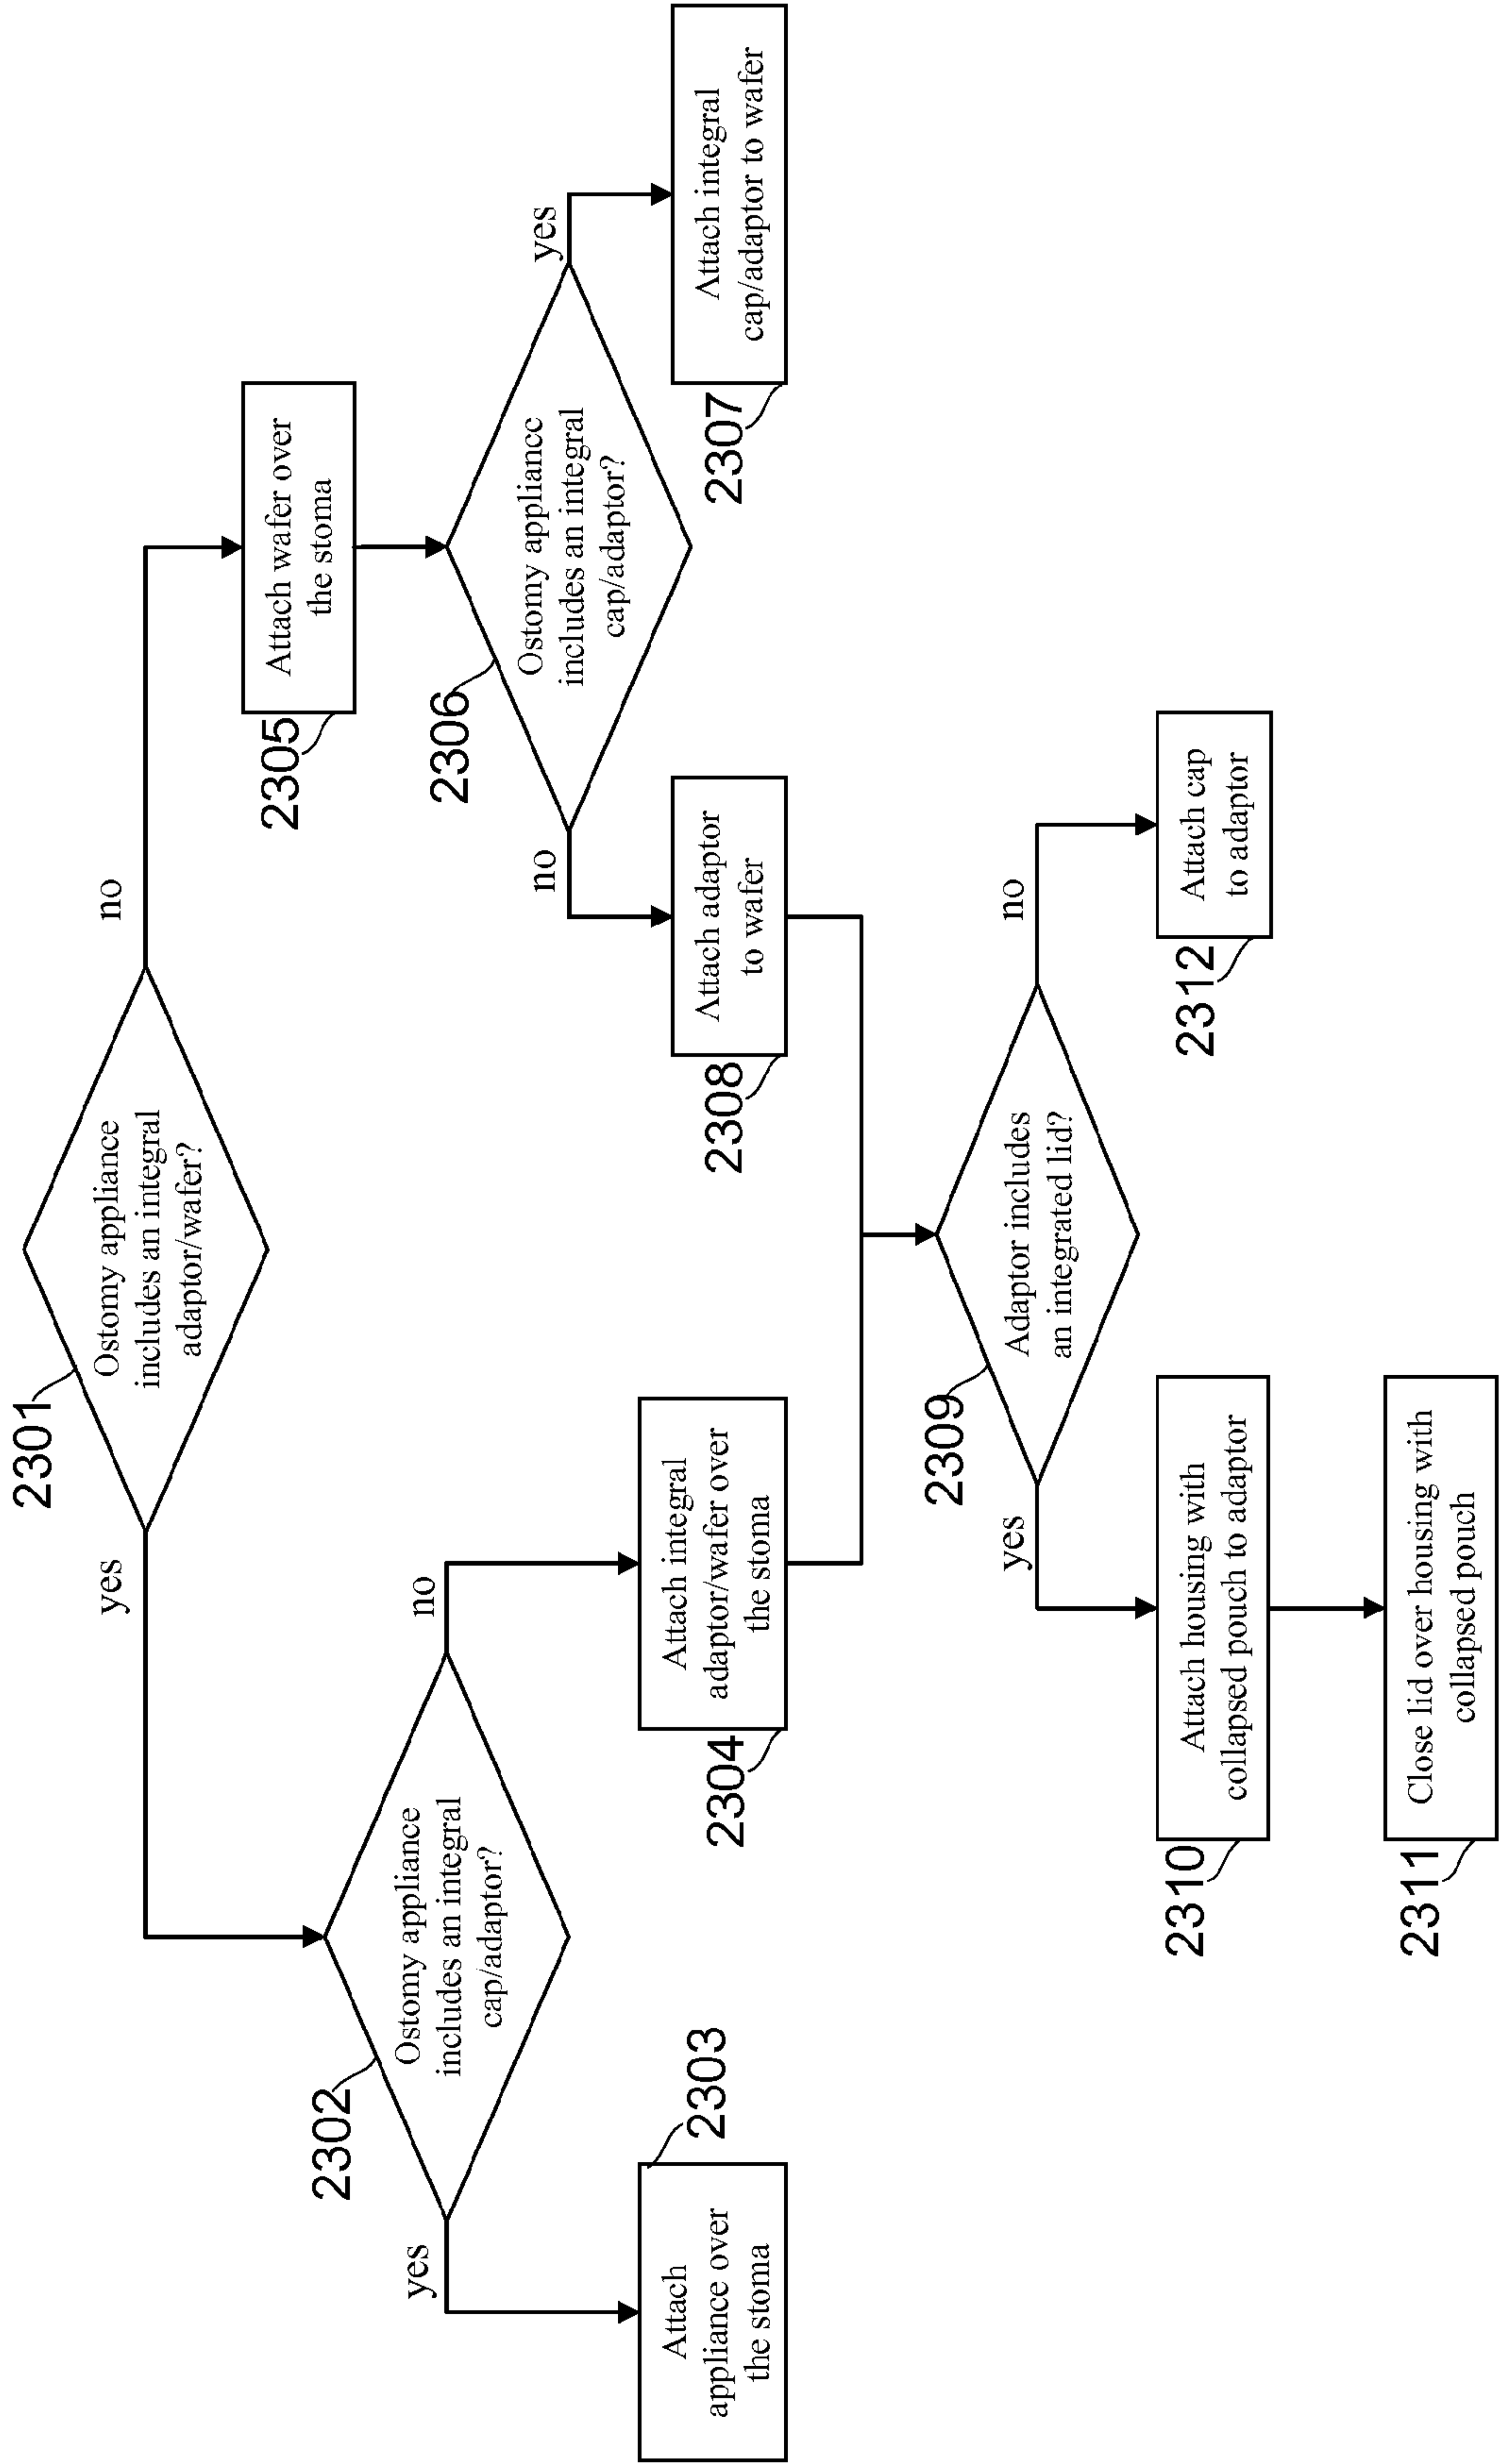 2301
Ostomy appliance
includes an integral
adaptor/wafer?
yes
no
2302
Ostomy appliance
includes an integral
cap/adaptor?
yes
no
2303
Attach
appliance over
the stoma
2304
Attach integral
adaptor/wafer over
the stoma
2305
Attach wafer over
the stoma
2306
Ostomy appliance
includes an integral
cap/adaptor?
no
yes
2307
Attach integral
cap/adaptor to wafer
2308
Attach adaptor
to wafer
2309
Adaptor includes
an integrated lid?
yes
no
2310
Attach housing with
collapsed pouch to adaptor
2311
Close lid over housing with
collapsed pouch
2312
Attach cap
to adaptor